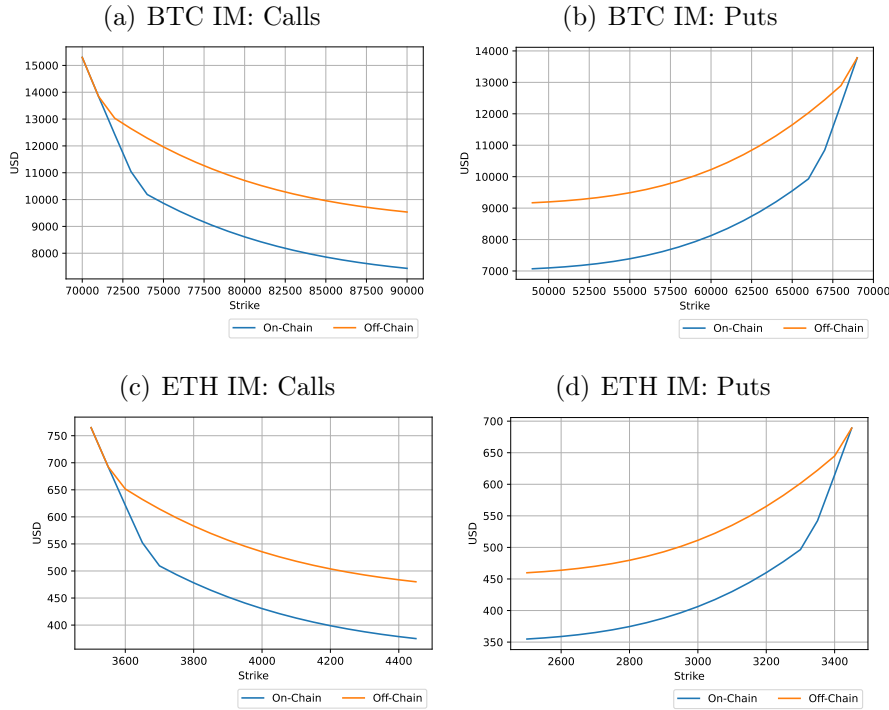 (a) BTC IM: Calls
15000
14000
13000
12000
11000
10000
9000
8000
USD
70000 72500 75000 77500 80000 82500 85000 87500 90000
Strike
On-Chain Off-Chain
(b) BTC IM: Puts
14000
13000
12000
11000
10000
9000
8000
7000
USD
50000 52500 55000 57500 60000 62500 65000 67500 70000
Strike
On-Chain Off-Chain
(c) ETH IM: Calls
750
700
650
600
550
500
450
400
USD
3600 3800 4000 4200 4400
Strike
On-Chain Off-Chain
(d) ETH IM: Puts
700
650
600
550
500
450
400
350
USD
2600 2800 3000 3200 3400
Strike
On-Chain Off-Chain